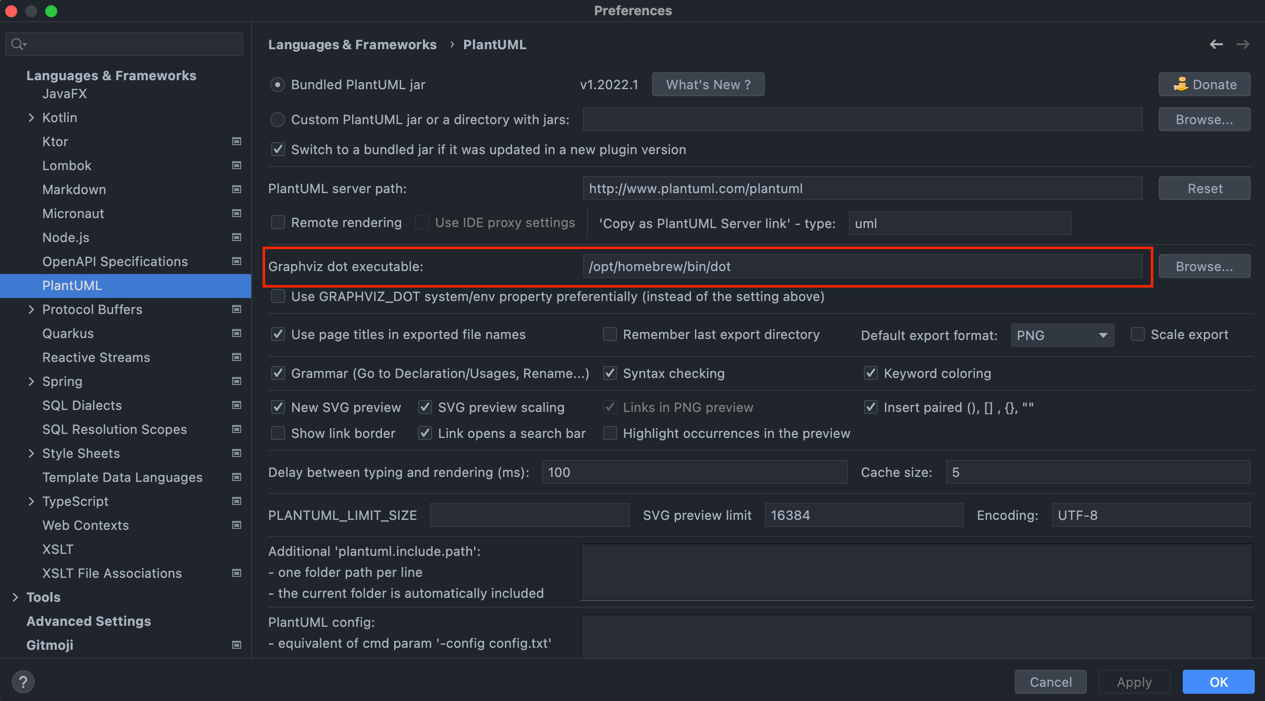 Preferences
Languages & Frameworks
JavaFX
Kotlin
Ktor
Lombok
Markdown
Micronaut
Node.js
OpenAPI Specifications
PlantUML
Protocol Buffers
Quarkus
Reactive Streams
Spring
SQL Dialects
SQL Resolution Scopes
Style Sheets
Template Data Languages
TypeScript
Web Contexts
XSLT
XSLT File Associations
Tools
Advanced Settings
Gitmoji
Languages & Frameworks › PlantUML
Bundled PlantUML jar v1.2022.1 What's New ? Donate
Custom PlantUML jar or a directory with jars: Browse...
Switch to a bundled jar if it was updated in a new plugin version
PlantUML server path: http://www.plantuml.com/plantuml Reset
Remote rendering Use IDE proxy settings 'Copy as PlantUML Server link' - type: uml
Graphviz dot executable: /opt/homebrew/bin/dot Browse...
Use GRAPHVIZ_DOT system/env property preferentially (instead of the setting above)
Use page titles in exported file names Remember last export directory Default export format: PNG Scale export
Grammar (Go to Declaration/Usages, Rename...) Syntax checking Keyword coloring
New SVG preview SVG preview scaling Links in PNG preview Insert paired (), [] , {}, ""
Show link border Link opens a search bar Highlight occurrences in the preview
Delay between typing and rendering (ms): 100 Cache size: 5
PLANTUML_LIMIT_SIZE SVG preview limit 16384 Encoding: UTF-8
Additional 'plantuml.include.path':
- one folder path per line
- the current folder is automatically included
PlantUML config:
- equivalent of cmd param '-config config.txt'
? Cancel Apply OK